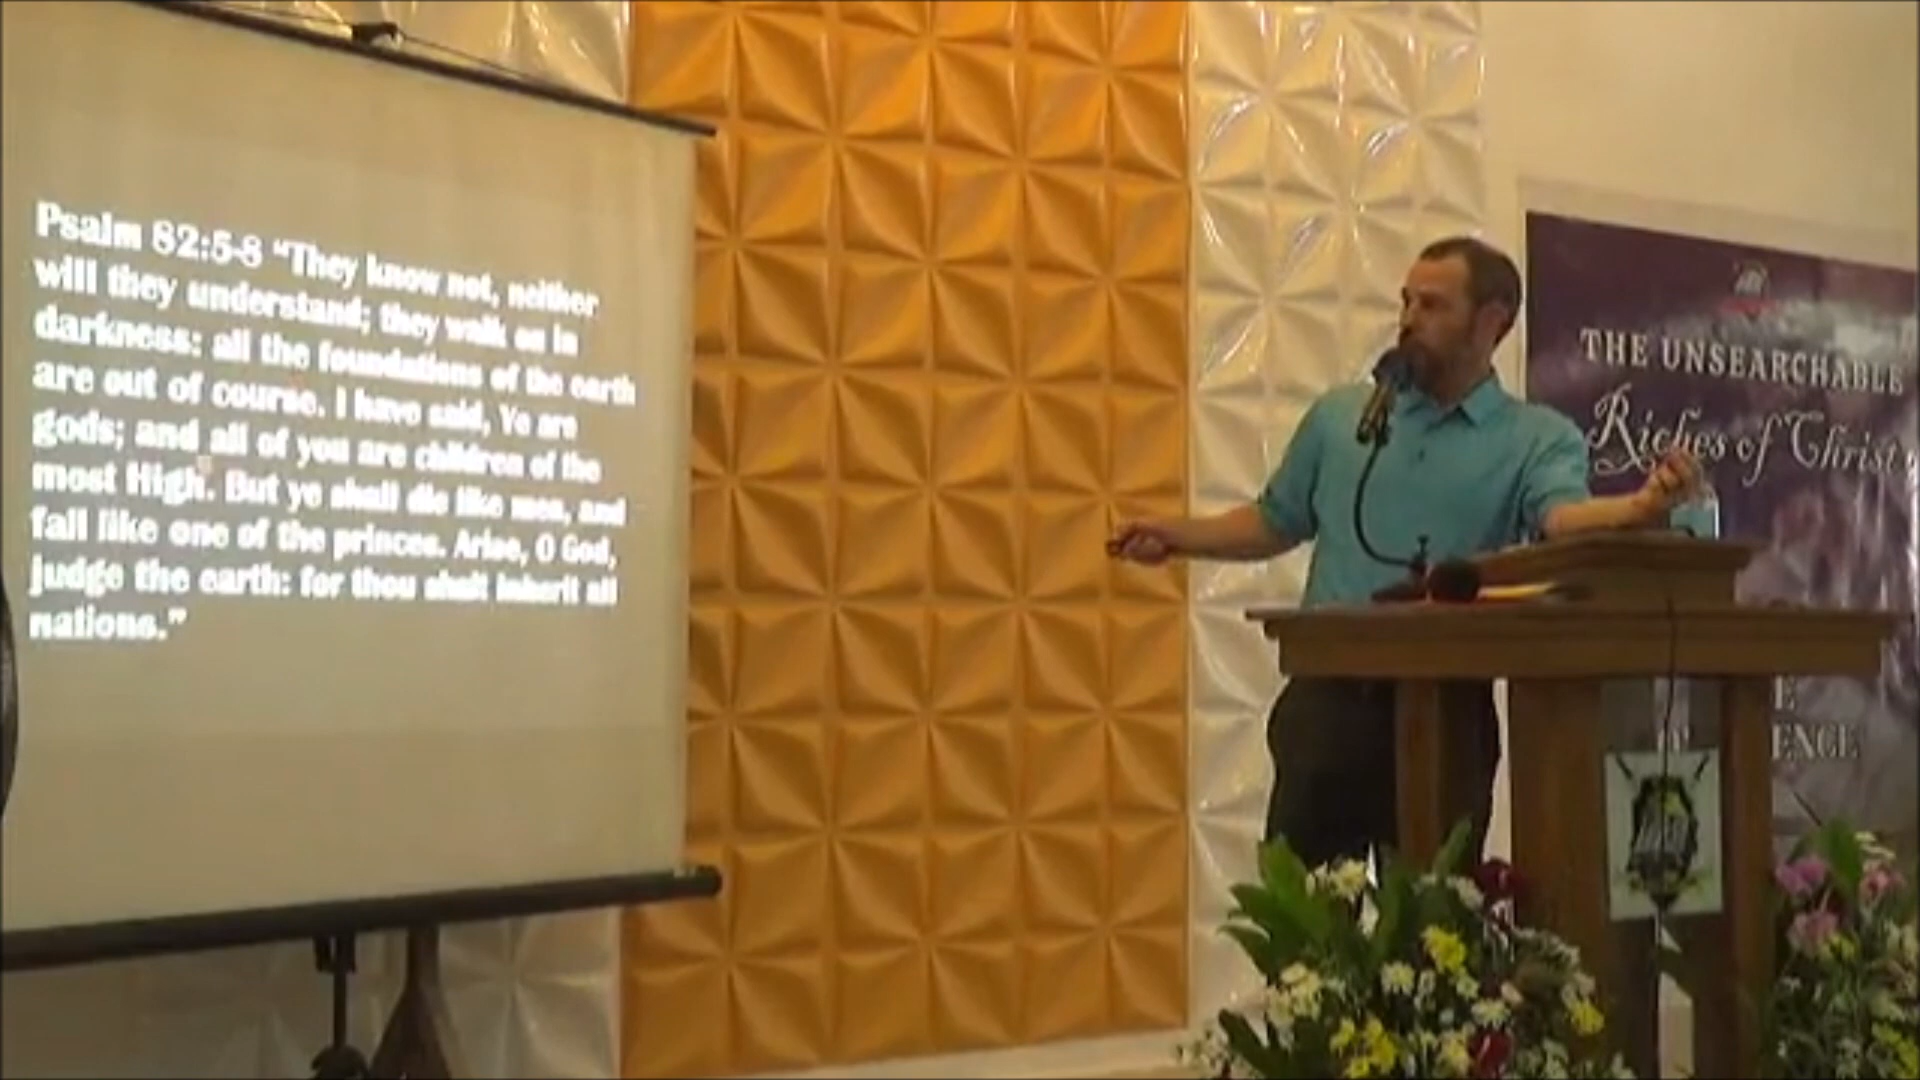 Psalm 82:5-8 “They know not, neither
will they understand; they walk on in
darkness: all the foundations of the earth
are out of course. I have said, Ye are
gods; and all of you are children of the
most High. But ye shall die like men, and
fall like one of the princes. Arise, O God,
judge the earth: for thou shalt inherit all
nations.”
THE UNSEARCHABLE
Riches of Christ
E
ENCE